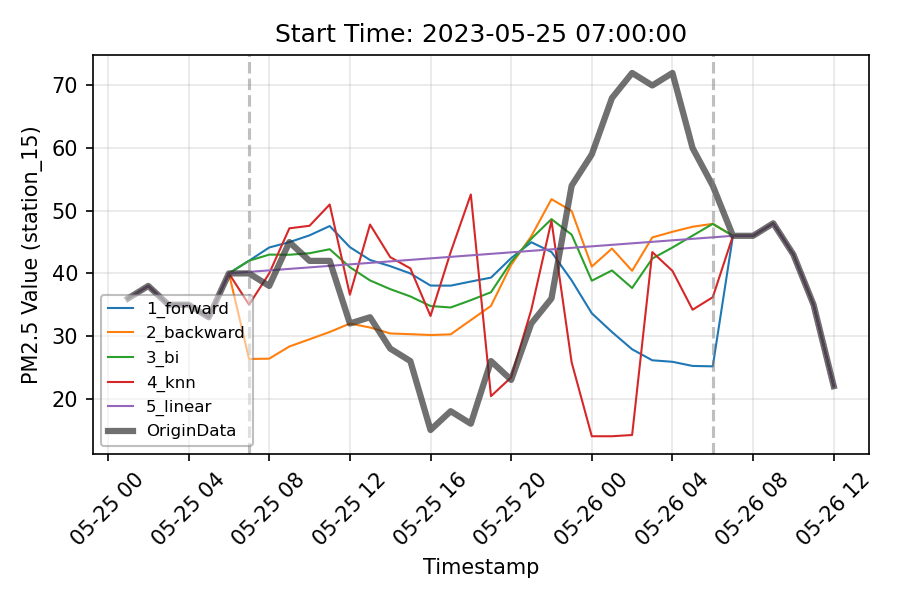 Start Time: 2023-05-25 07:00:00
PM2.5 Value (station_15)
70
60
50
40
30
20
1_forward
2_backward
3_bi
4_knn
5_linear
OriginData
05-25 00
05-25 04
05-25 08
05-25 12
05-25 16
05-25 20
05-26 00
05-26 04
05-26 08
05-26 12
Timestamp